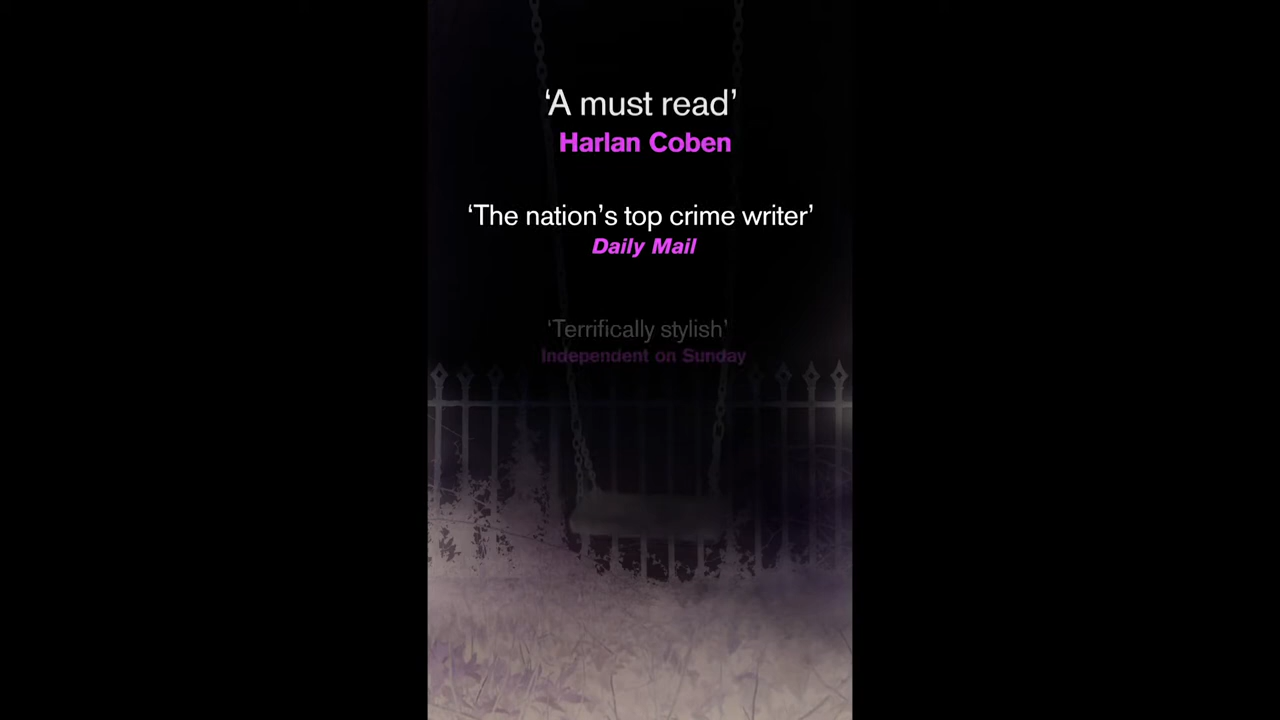 ‘A must read’
Harlan Coben
‘The nation’s top crime writer’
Daily Mail
‘Terrifically stylish’
Independent on Sunday